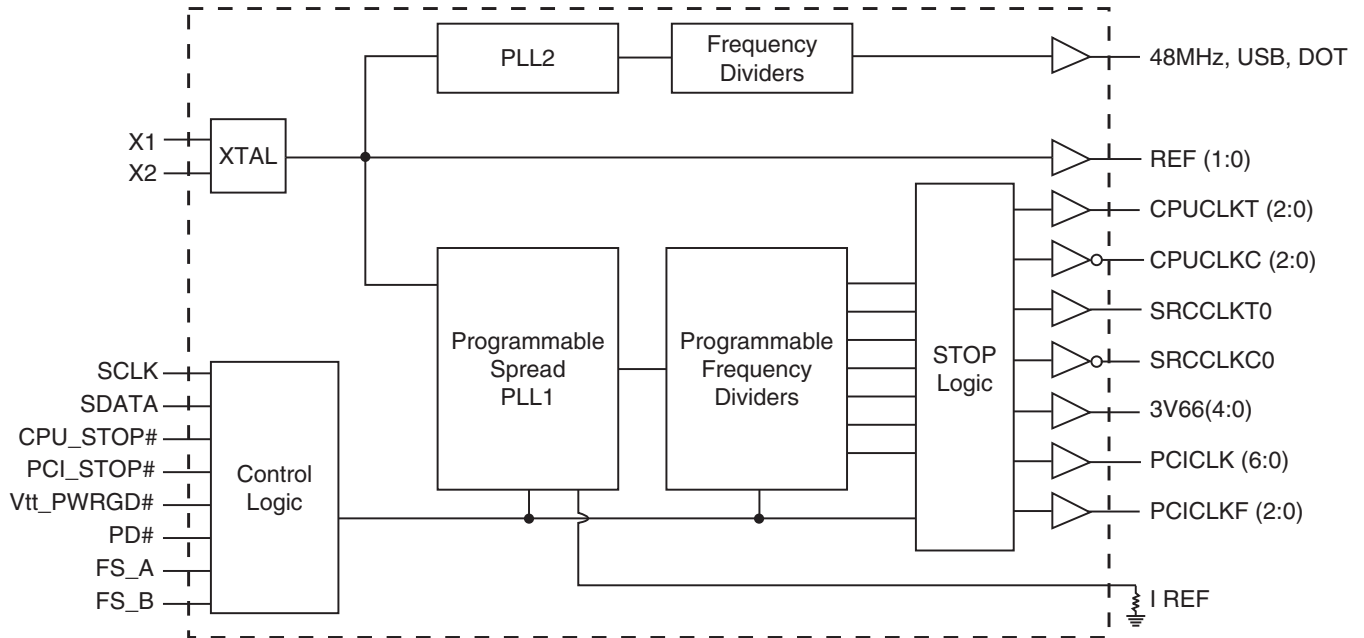 PLL2
Frequency
Dividers
48MHz, USB, DOT
X1
X2
XTAL
REF (1:0)
CPUCLKT (2:0)
CPUCLKC (2:0)
SRCCLKT0
SRCCLKC0
3V66(4:0)
PCICLK (6:0)
PCICLKF (2:0)
Programmable
Spread
PLL1
Programmable
Frequency
Dividers
STOP
Logic
SCLK
SDATA
CPU_STOP#
PCI_STOP#
Vtt_PWRGD#
PD#
FS_A
FS_B
Control
Logic
I REF